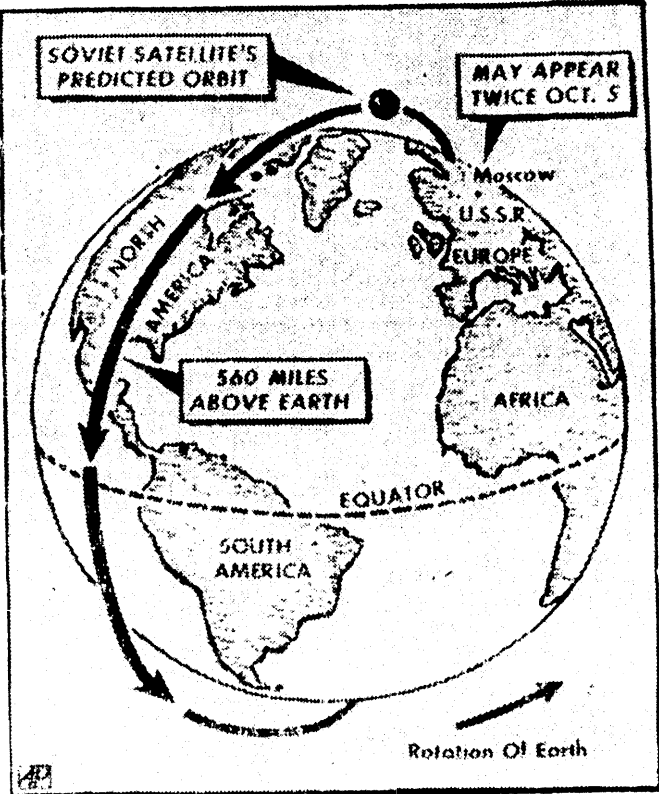 SOVIET SATELLITE'S
PREDICTED ORBIT
MAY APPEAR
TWICE OCT. 5
Moscow
U.S.S.R.
EUROPE
NORTH
AMERICA
560 MILES
ABOVE EARTH
AFRICA
EQUATOR
SOUTH
AMERICA
Rotation Of Earth
AP